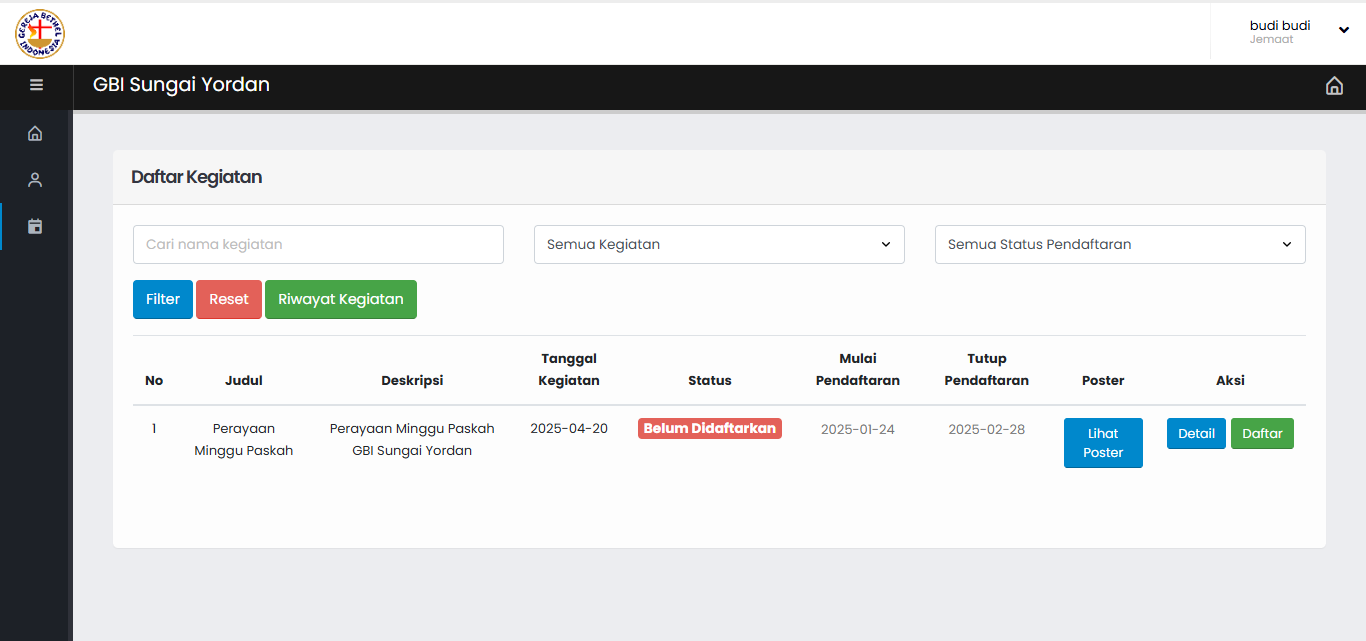 GEREJA BETHEL INDONESIA
budi budi
Jemaat
GBI Sungai Yordan
Daftar Kegiatan
Cari nama kegiatan
Semua Kegiatan
Semua Status Pendaftaran
Filter
Reset
Riwayat Kegiatan
No
Judul
Deskripsi
Tanggal
Kegiatan
Status
Mulai
Pendaftaran
Tutup
Pendaftaran
Poster
Aksi
1
Perayaan
Minggu Paskah
Perayaan Minggu Paskah
GBI Sungai Yordan
2025-04-20
Belum Didaftarkan
2025-01-24
2025-02-28
Lihat
Poster
Detail
Daftar